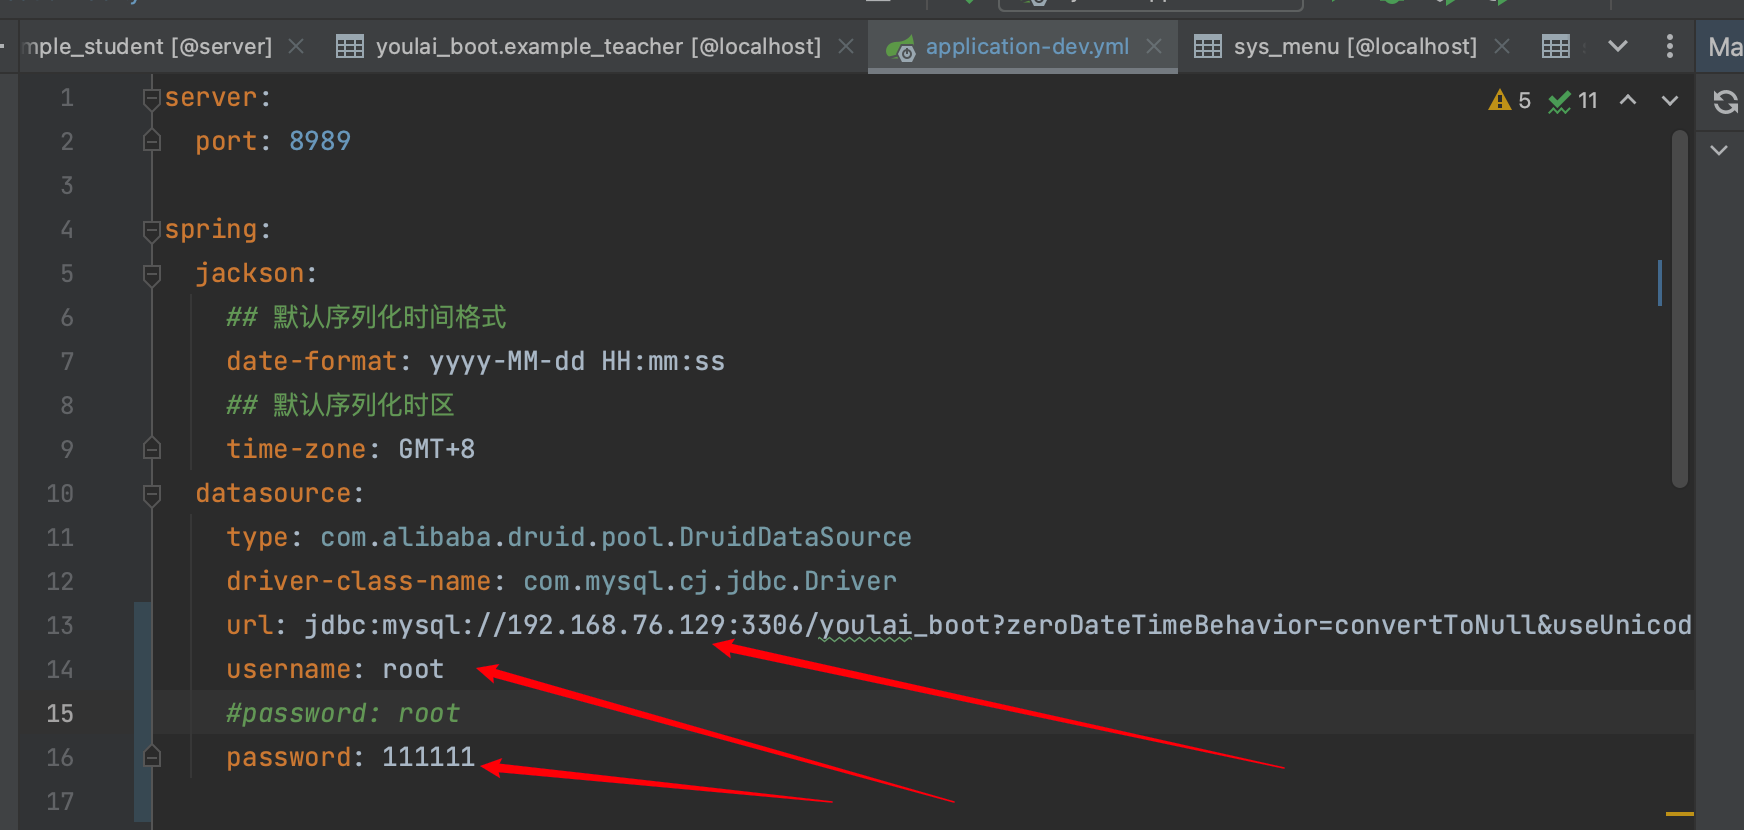 mple_student [@server]
youlai_boot.example_teacher [@localhost]
application-dev.yml
sys_menu [@localhost]
Ma
5
11
1 server:
2 port: 8989
3
4 spring:
5 jackson:
6 ## 默认序列化时间格式
7 date-format: yyyy-MM-dd HH:mm:ss
8 ## 默认序列化时区
9 time-zone: GMT+8
10 datasource:
11 type: com.alibaba.druid.pool.DruidDataSource
12 driver-class-name: com.mysql.cj.jdbc.Driver
13 url: jdbc:mysql://192.168.76.129:3306/youlai_boot?zeroDateTimeBehavior=convertToNull&useUnicod
14 username: root
15 #password: root
16 password: 111111
17